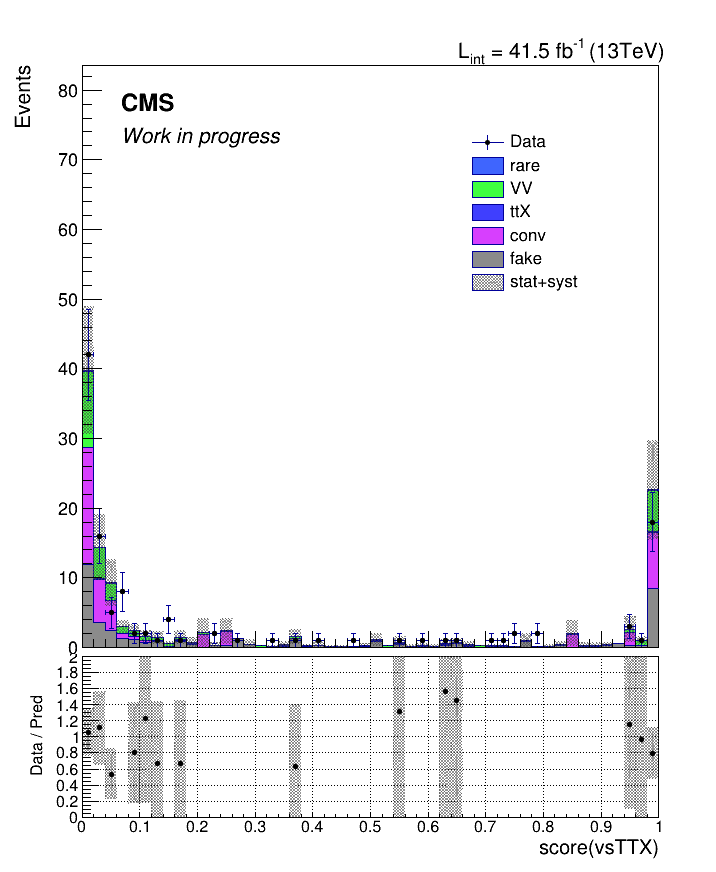 L_int = 41.5 fb^-1 (13TeV)
Events
CMS
Work in progress
Data
rare
VV
ttX
conv
fake
stat+syst
80
70
60
50
40
30
20
10
0
Data / Pred
2
1.8
1.6
1.4
1.2
1
0.8
0.6
0.4
0.2
0
0 0.1 0.2 0.3 0.4 0.5 0.6 0.7 0.8 0.9 1
score(vsTTX)